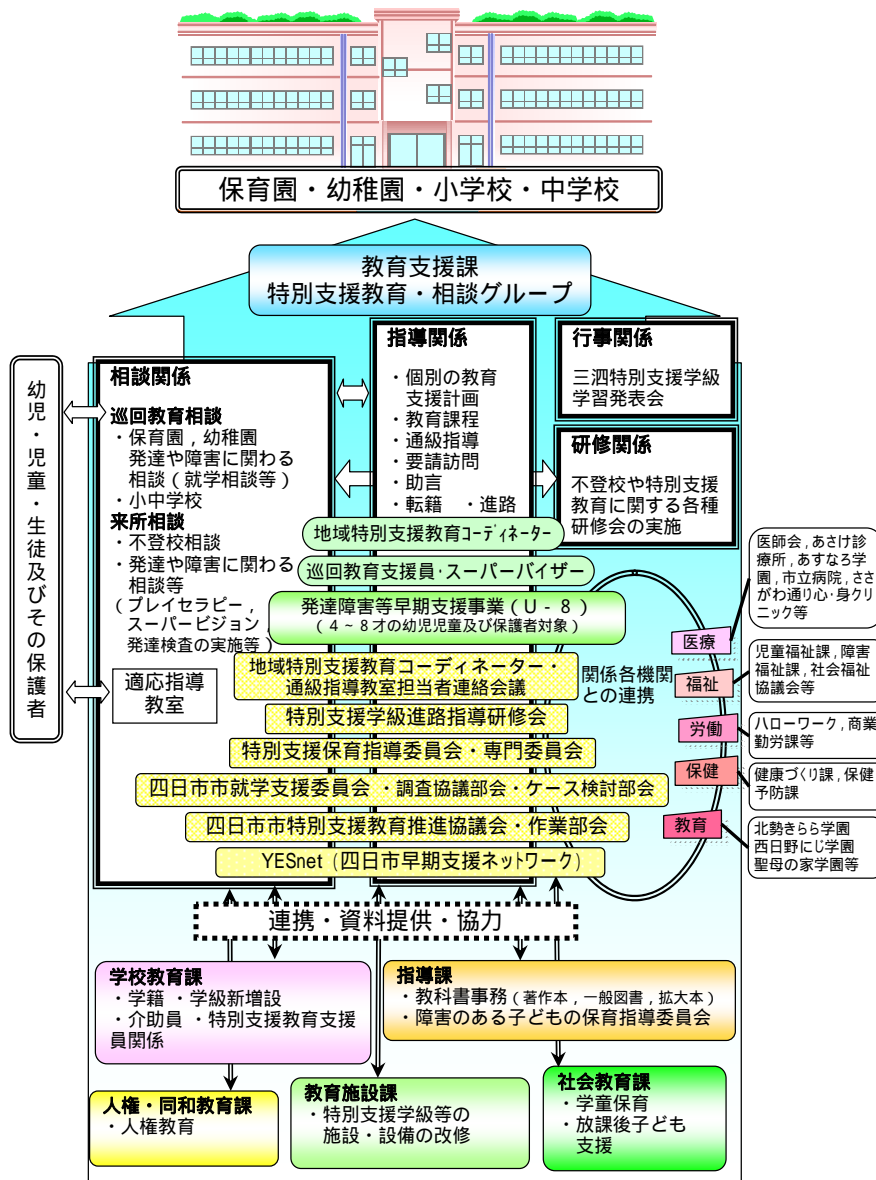 保育園・幼稚園・小学校・中学校
教育支援課
特別支援教育・相談グループ
幼児・児童・生徒及びその保護者
相談関係
巡回教育相談
・保育園，幼稚園
発達や障害に関わる
相談（就学相談等）
・小中学校
来所相談
・不登校相談
・発達や障害に関わる
相談等
（プレイセラピー，
スーパービジョン，
発達検査の実施等）
適応指導
教室
指導関係
・個別の教育
支援計画
・教育課程
・通級指導
・要請訪問
・助言
・転籍 ・進路
行事関係
三泗特別支援学級
学習発表会
研修関係
不登校や特別支援
教育に関する各種
研修会の実施
地域特別支援教育コーディネーター
巡回教育支援員・スーパーバイザー
発達障害等早期支援事業（U-8）
（4～8才の幼児児童及び保護者対象）
地域特別支援教育コーディネーター・
通級指導教室担当者連絡会議
特別支援学級進路指導研修会
特別支援保育指導委員会・専門委員会
四日市市就学支援委員会 ・調査協議部会・ケース検討部会
四日市市特別支援教育推進協議会・作業部会
YESnet（四日市早期支援ネットワーク）
関係各機関
との連携
医療
医師会，あさけ診
療所，あすなろ学
園，市立病院，ささ
がわ通り心・身クリ
ニック等
福祉
児童福祉課，障害
福祉課，社会福祉
協議会等
労働
ハローワーク，商業
勤労課等
保健
健康づくり課，保健
予防課
教育
北勢きらら学園
西日野にじ学園
聖母の家学園等
連携・資料提供・協力
学校教育課
・学籍 ・学級新増設
・介助員 ・特別支援教育支援
員関係
指導課
・教科書事務（著作本，一般図書，拡大本）
・障害のある子どもの保育指導委員会
人権・同和教育課
・人権教育
教育施設課
・特別支援学級等の
施設・設備の改修
社会教育課
・学童保育
・放課後子ども
支援